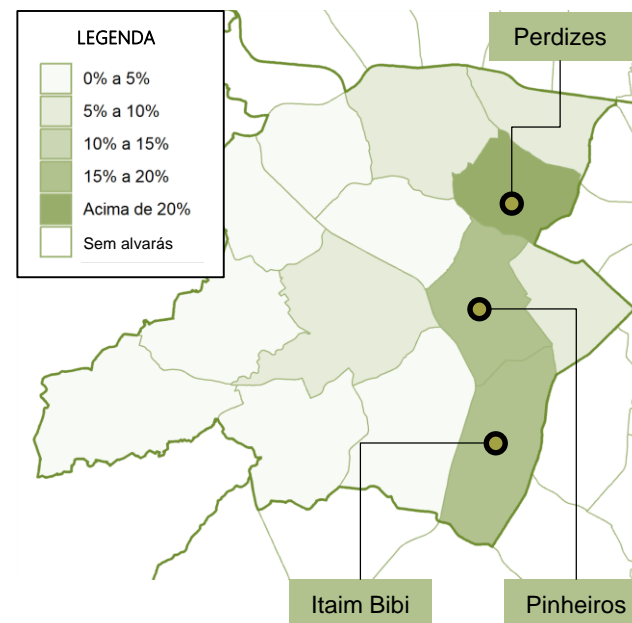 LEGENDA
0% a 5%
5% a 10%
10% a 15%
15% a 20%
Acima de 20%
Sem alvarás
Perdizes
Itaim Bibi
Pinheiros